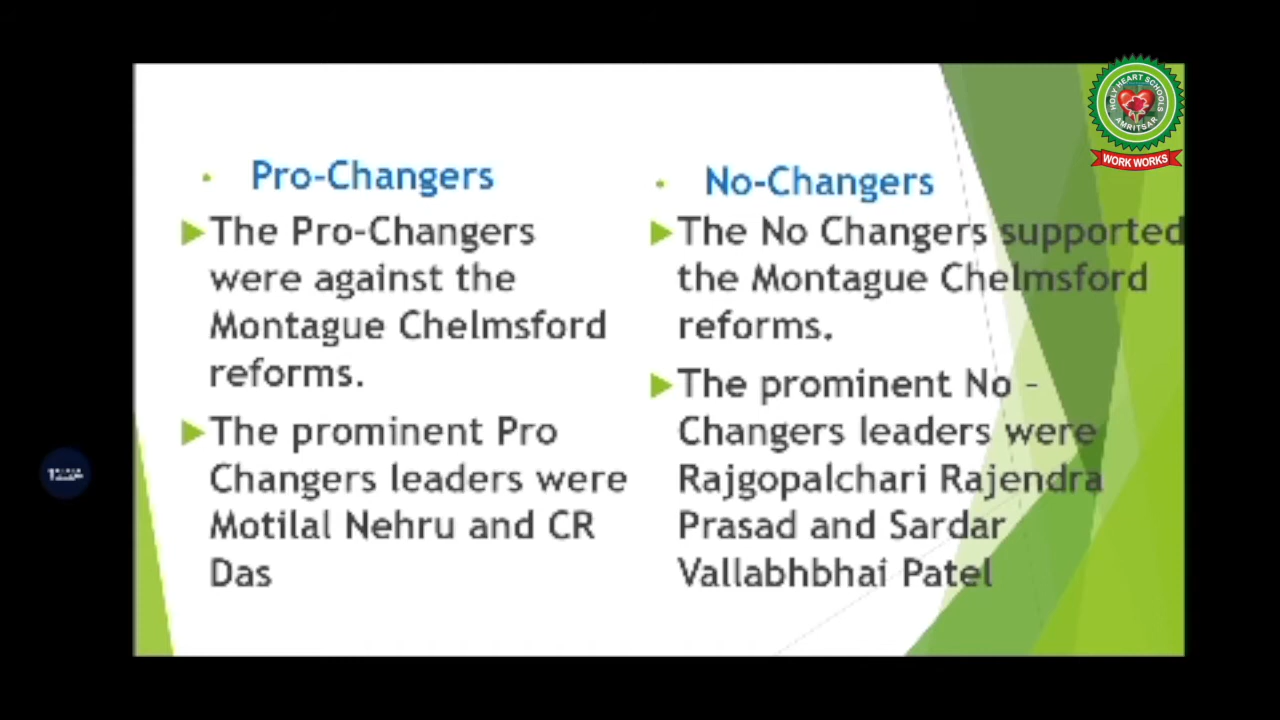 Pro-Changers
The Pro-Changers
were against the
Montague Chelmsford
reforms.
The prominent Pro
Changers leaders were
Motilal Nehru and CR
Das
No-Changers
The No Changers supported
the Montague Chelmsford
reforms.
The prominent No –
Changers leaders were
Rajgopalchari Rajendra
Prasad and Sardar
Vallabhbhai Patel
HOLY HEART SCHOOLS
AMRITSAR
WORK WORKS